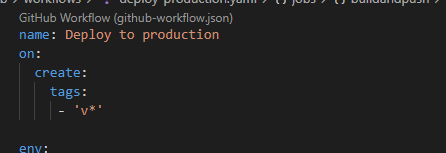 workflows > deploy-production.yaml > {} jobs > {} buildandpush
GitHub Workflow (github-workflow.json)
name: Deploy to production
on:
  create:
    tags:
    - 'v*'
env: